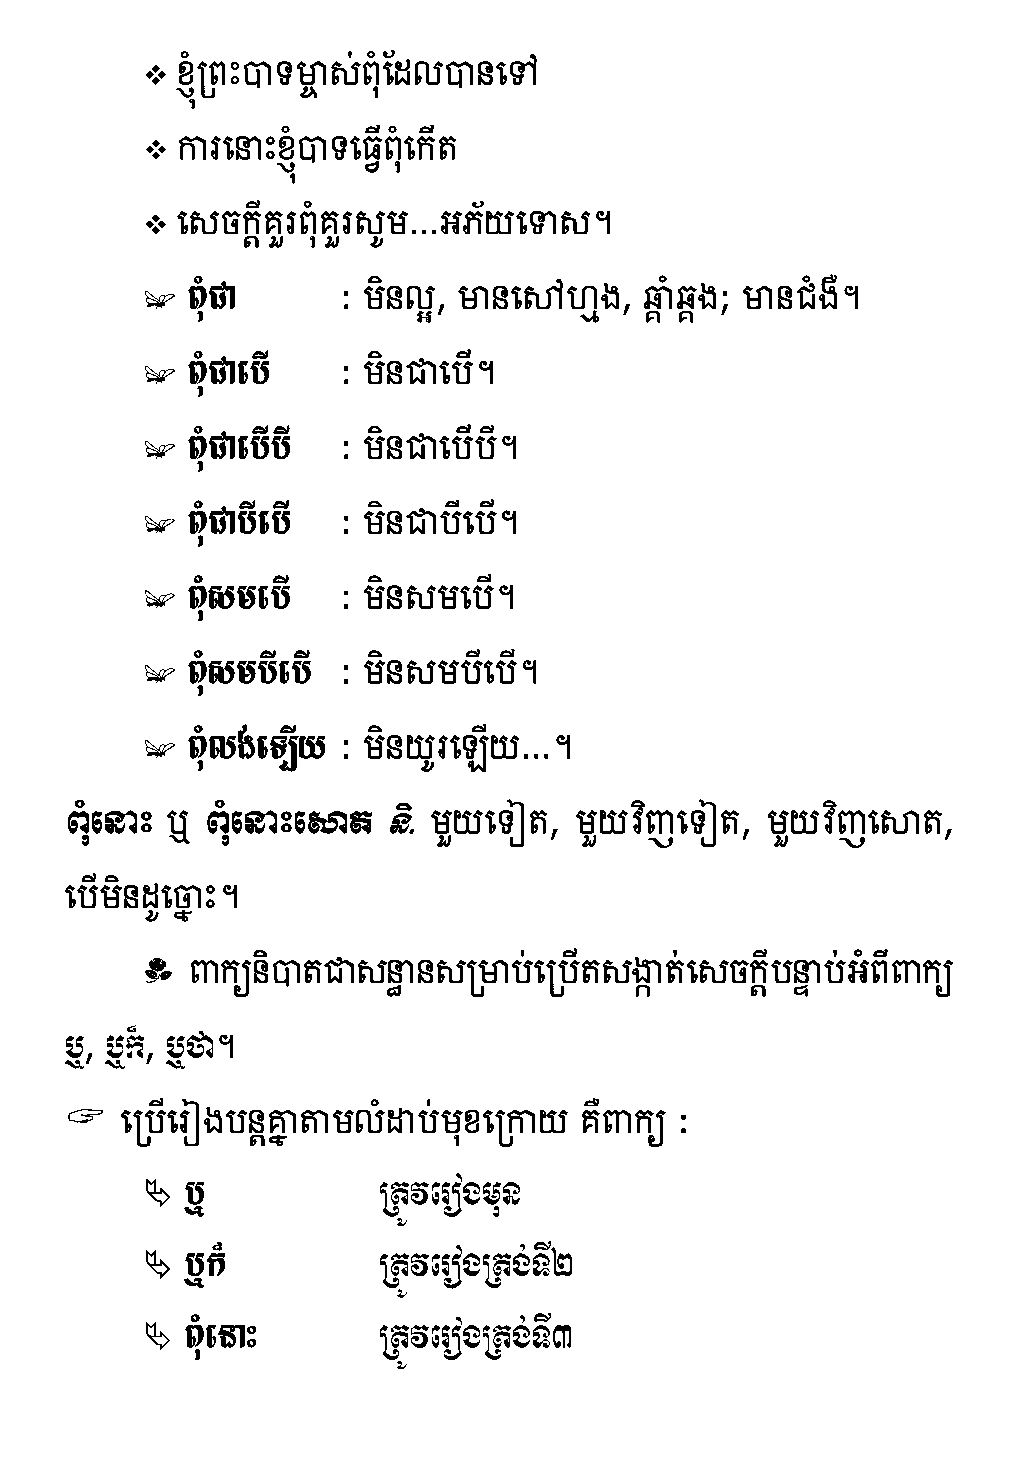 ❖ ខ្ញុំព្រះបាទម្ចាស់ពុំដែលបានទៅ
❖ ការនោះខ្ញុំបាទធ្វើពុំកើត
❖ សេចក្ដីគួរពុំគួរសូម...អភ័យទោស។
ពុំជា : មិនល្អ, មានសៅហ្មង, ឆ្គាំឆ្គង; មានជំងឺ។
ពុំជាបើ : មិនជាបើ។
ពុំជាបើបី : មិនជាបើបី។
ពុំជាបីបើ : មិនជាបីបើ។
ពុំសមបើ : មិនសមបើ។
ពុំសមបីបើ : មិនសមបីបើ។
ពុំលង់ឡើយ : មិនយូរឡើយ...។
ពុំនោះ ឬ ពុំនោះសោត និ. មួយទៀត, មួយវិញទៀត, មួយវិញសោត,
បើមិនដូច្នោះ។
ពាក្យនិបាតជាសន្ធានសម្រាប់ប្រើតសង្កាត់សេចក្ដីបន្ទាប់អំពីពាក្យ
ឬ, ឬក៏, ឬថា។
☞ ប្រើរៀងបន្តគ្នាតាមលំដាប់មុខក្រោយ គឺពាក្យ :
ឬ ត្រូវរៀងមុន
ឬក៏ ត្រូវរៀងត្រង់ទី២
ពុំនោះ ត្រូវរៀងត្រង់ទី៣